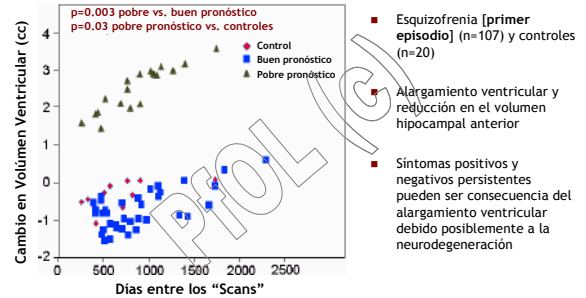 p=0.003 pobre vs. buen pronóstico
p=0.03 pobre pronóstico vs. controles
Control
Buen pronóstico
Pobre pronóstico
Cambio en Volúmen Ventricular (cc)
4
3
2
1
0
-1
-2
0 500 1000 1500 2000 2500
Días entre los “Scans”
Esquizofrenia [primer
episodio] (n=107) y controles
(n=20)
Alargamiento ventricular y
reducción en el volumen
hipocampal anterior
Síntomas positivos y
negativos persistentes
pueden ser consecuencia del
alargamiento ventricular
debido posiblemente a la
neurodegeneración
PfOL (c)